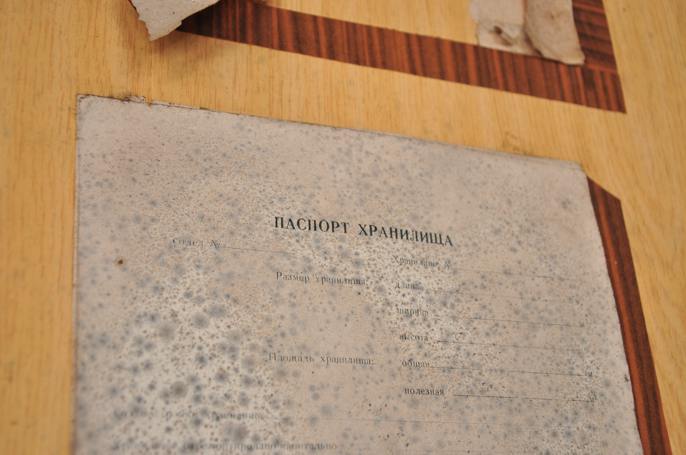 ПАСПОРТ ХРАНИЛИЩА
отдел №
Хранилище №
Размер хранилища:
длина
ширина
высота
Площадь хранилища:
общая
полезная